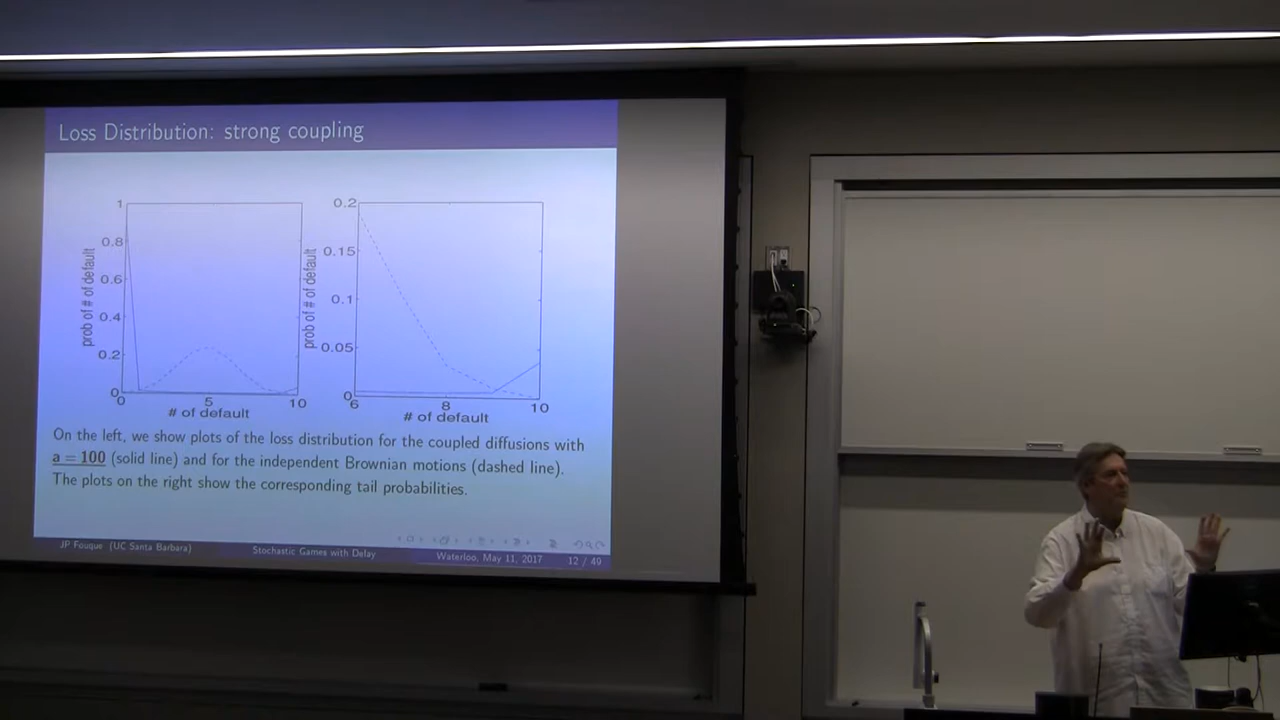 Loss Distribution: strong coupling
1
0.8
0.6
0.4
0.2
0
0 5 10
prob of # of default
# of default
0.2
0.15
0.1
0.05
0
6 8 10
prob of # of default
# of default
On the left, we show plots of the loss distribution for the coupled diffusions with
a = 100 (solid line) and for the independent Brownian motions (dashed line).
The plots on the right show the corresponding tail probabilities.
JP Fouque (UC Santa Barbara) Stochastic Games with Delay Waterloo, May 11, 2017 12 / 49